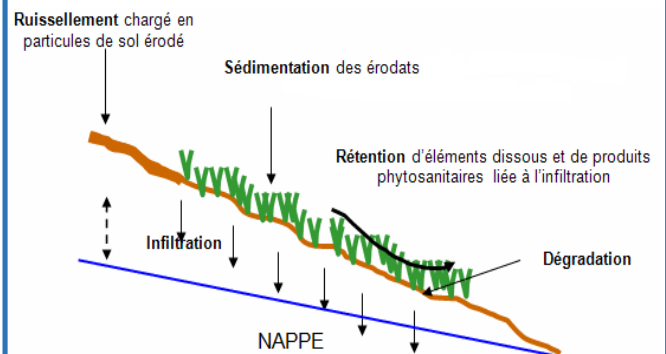 Ruissellement chargé en
particules de sol érodé
Sédimentation des érodats
Rétention d'éléments dissous et de produits
phytosanitaires liée à l'infiltration
Infiltration
Dégradation
NAPPE